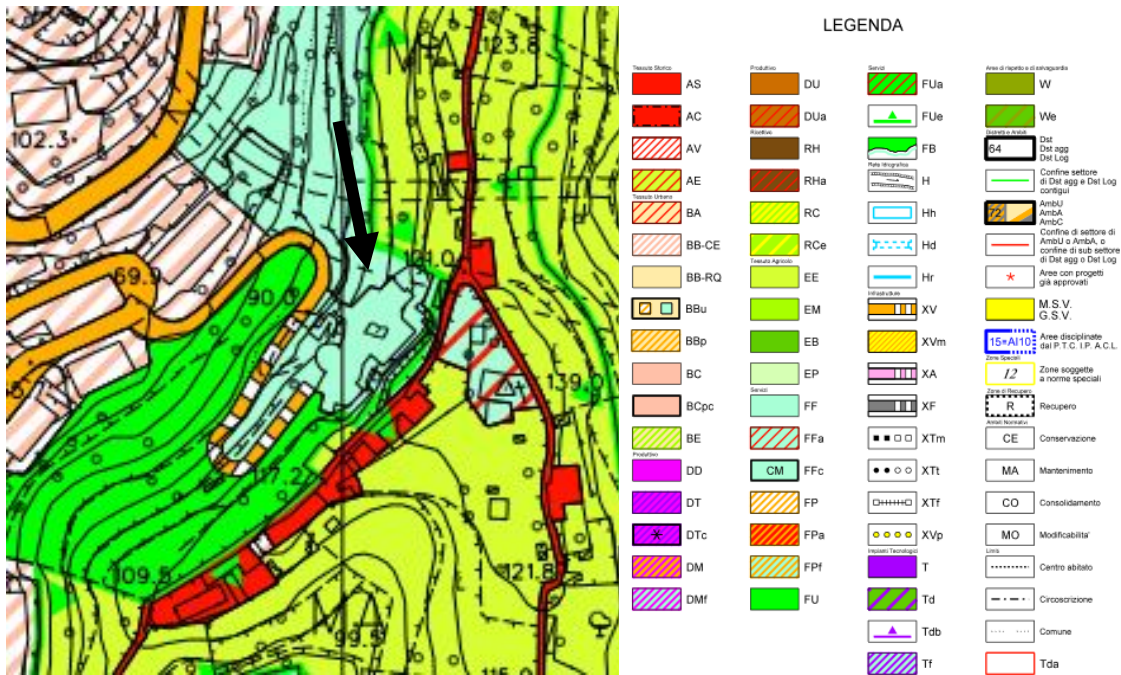 LEGENDA
102.3
123.8
M A
69.9
90.0
131.0
139.0
117.2
109.5
121.8
M A
99.5
115.0
Tessuto Storico
AS
AC
AV
AE
Tessuto Urbano
BA
BB-CE
BB-RQ
BBu
BBp
BC
BCpc
BE
Produttivo
DD
DT
DTc
DM
DMf
Produttivo
DU
DUa
Ricettivo
RH
RHa
RC
RCe
Tessuto Agricolo
EE
EM
EB
EP
Servizi
FF
FFa
CM FFc
FP
FPa
FPf
FU
Servizi
FUa
FUe
FB
Rete Idrografica
H
Hh
Hd
Hr
Infrastrutture
XV
XVm
XA
XF
XTm
XTt
XTf
XVp
Impianti Tecnologici
T
Td
Tdb
Tf
Aree di rispetto e di salvaguardia
W
We
Distretti e Ambiti
64 Dst
Dst agg
Dst Log
Confine settore
di Dst agg e Dst Log
contigui
72 AmbU
AmbA
AmbC
Confine di settore di
AmbU o AmbA, o
confine di sub settore
di Dst agg o Dst Log
* Aree con progetti
già approvati
M.S.V.
G.S.V.
Aree disciplinate
dal P.T.C. I.P. A.C.L.
Zone Speciali
12 Zone soggette
a norme speciali
Zone di Recupero
R Recupero
Ambiti Normativi
CE Conservazione
MA Mantenimento
CO Consolidamento
MO Modificabilita'
Limiti
Centro abitato
Circoscrizione
Comune
Tda